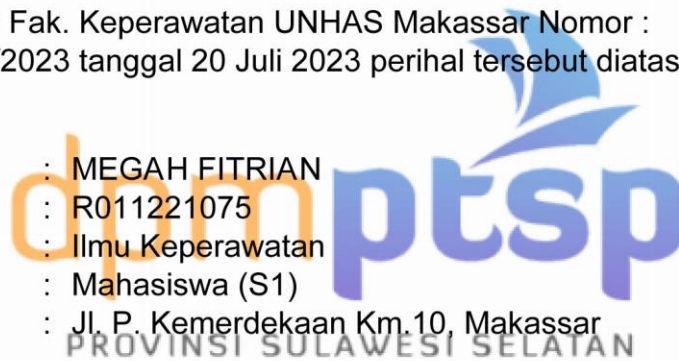 Fak. Keperawatan UNHAS Makassar Nomor :
/2023 tanggal 20 Juli 2023 perihal tersebut diatas
: MEGAH FITRIAN
: R011221075
: Ilmu Keperawatan
: Mahasiswa (S1)
: Jl. P. Kemerdekaan Km.10, Makassar
dpmptsp
PROVINSI SULAWESI SELATAN